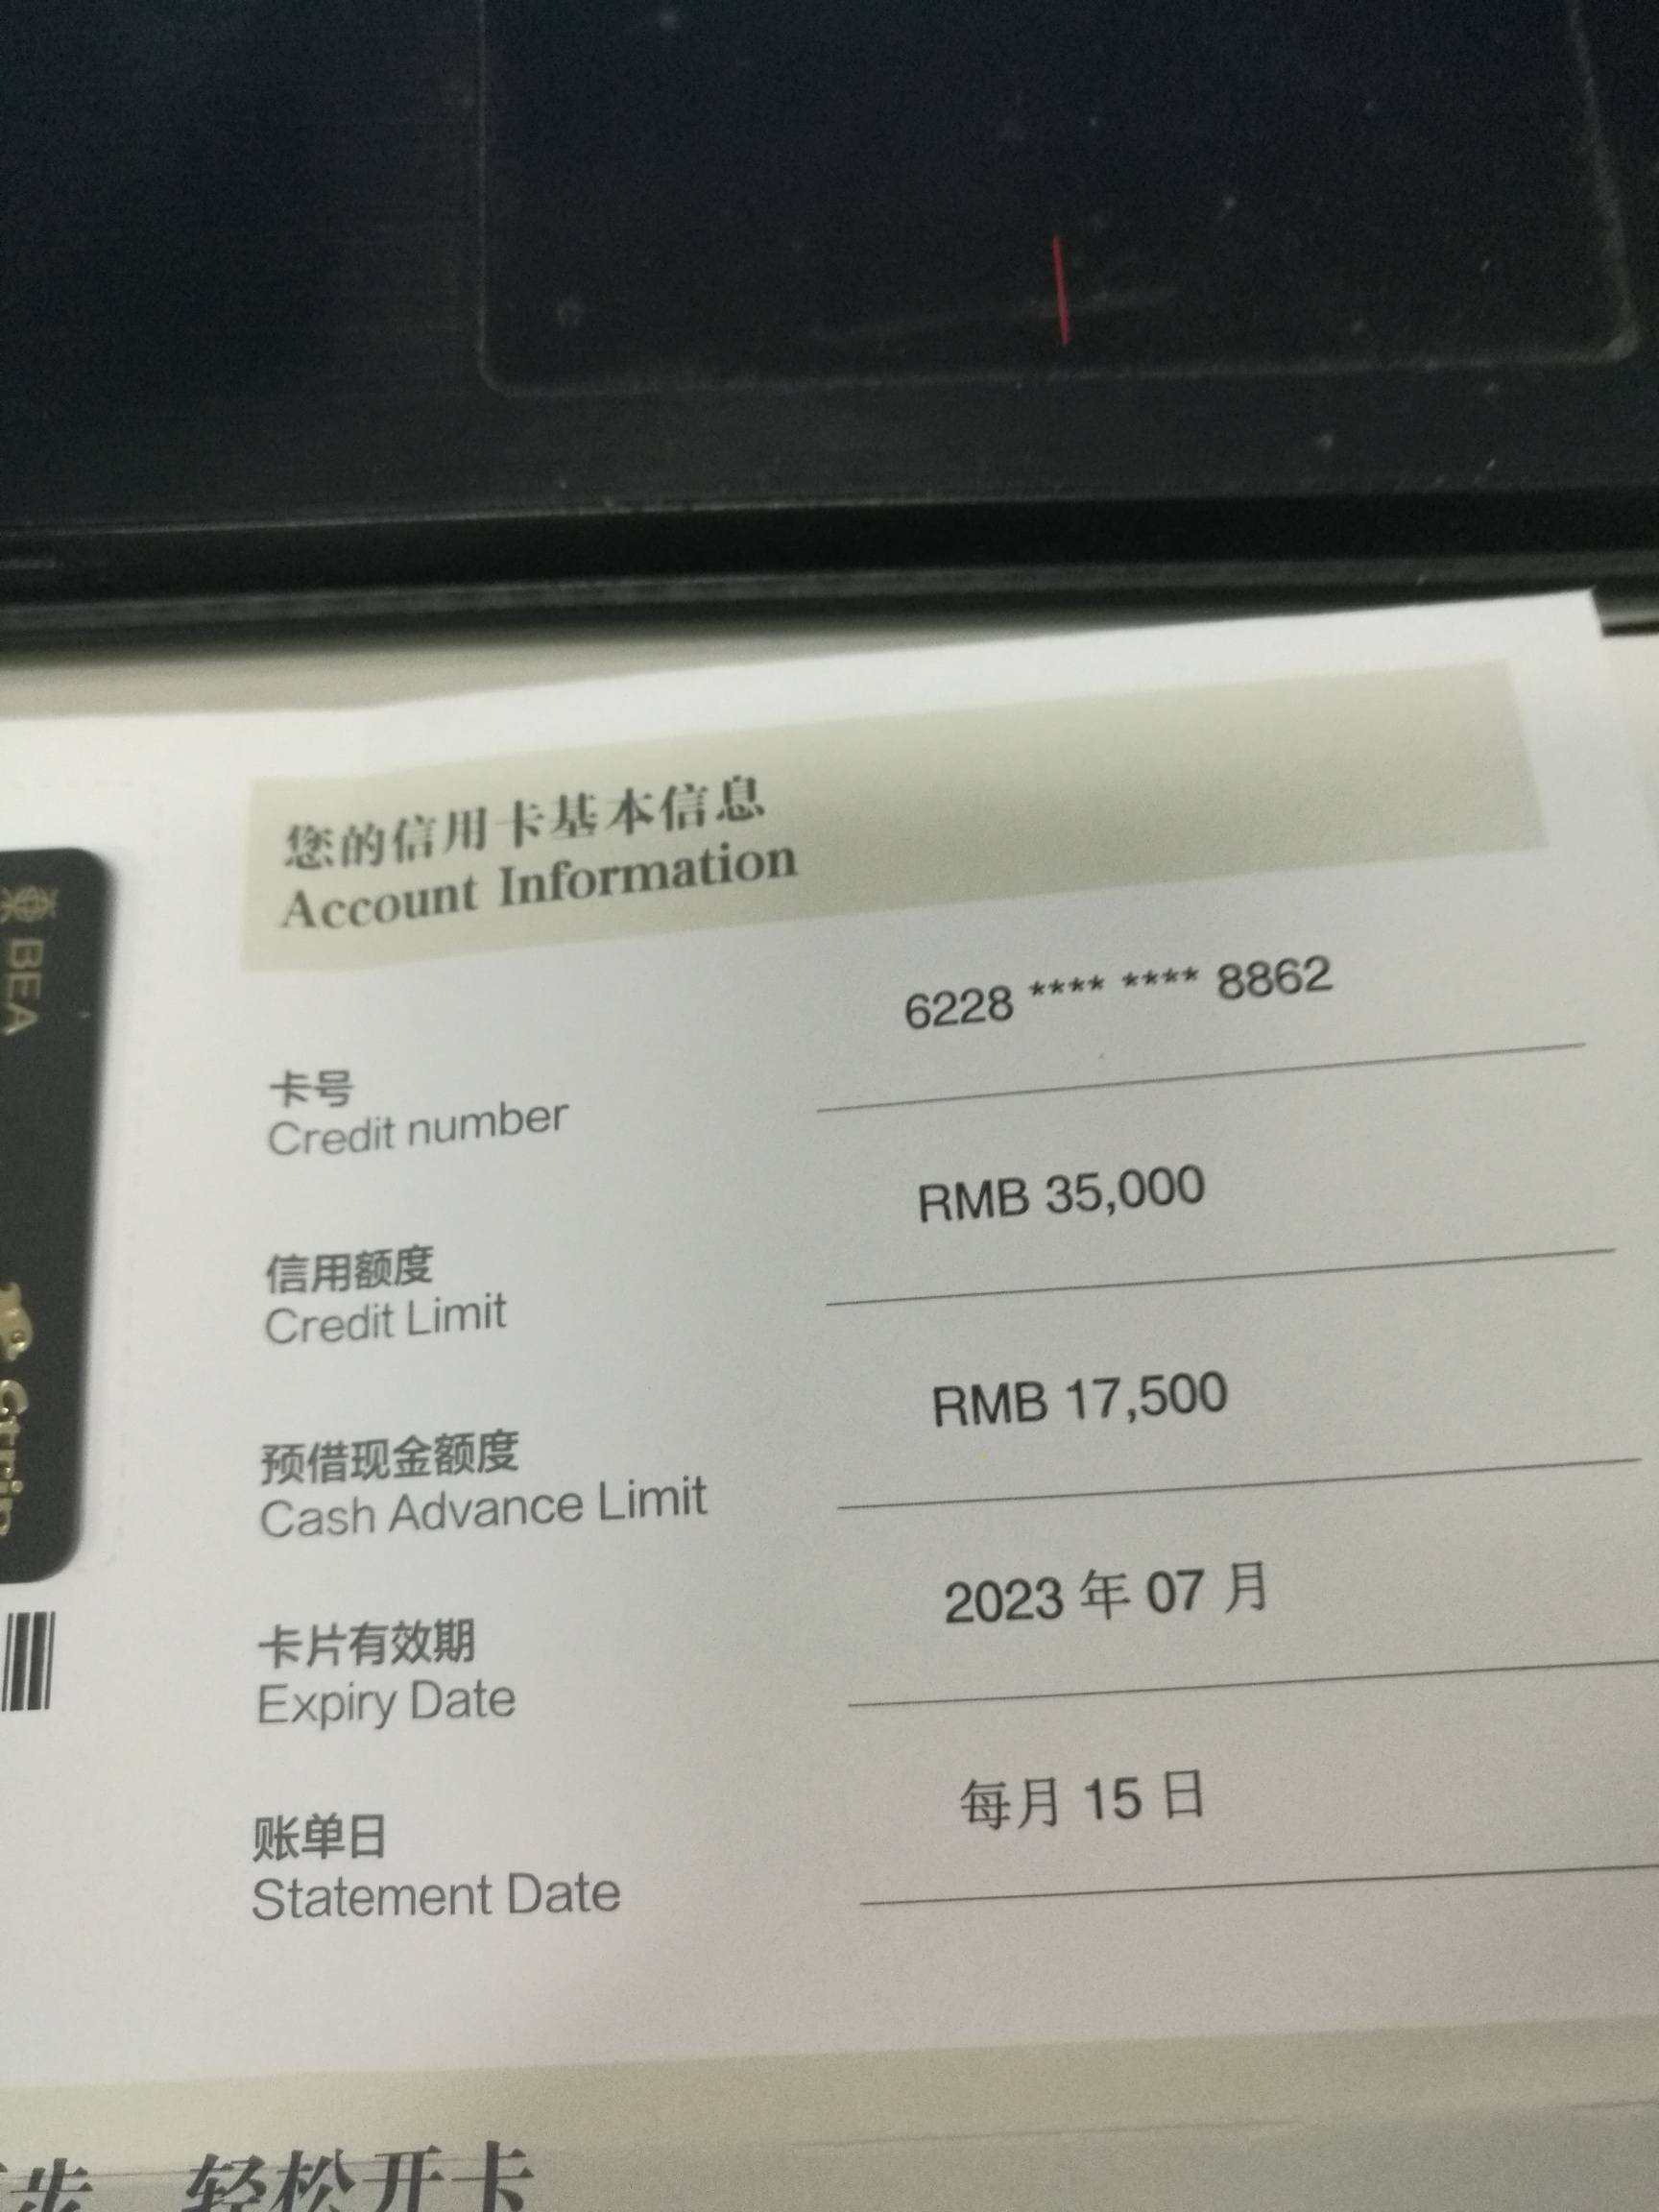 您的信用卡基本信息
Account Information
6228 **** **** 8862
卡号
Credit number
RMB 35,000
信用额度
Credit Limit
RMB 17,500
预借现金额度
Cash Advance Limit
2023 年 07 月
卡片有效期
Expiry Date
每月 15 日
账单日
Statement Date
BEA
Ctrip
步 轻松开卡